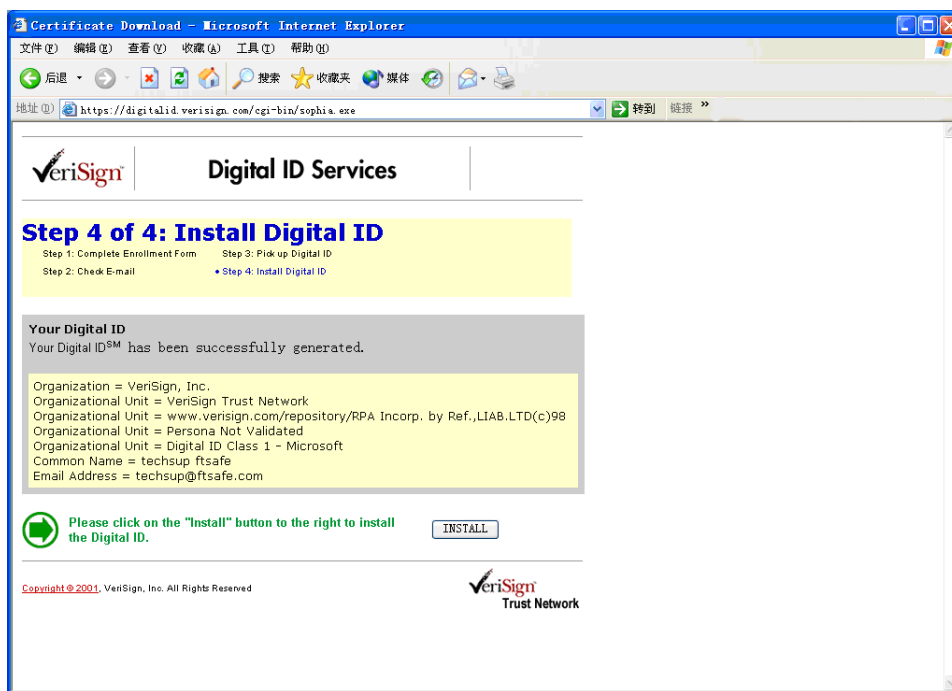 Certificate Download - Microsoft Internet Explorer
文件(F) 编辑(E) 查看(V) 收藏(A) 工具(T) 帮助(H)
后退 搜索 收藏夹 媒体
地址(D) https://digitalid.verisign.com/cgi-bin/sophia.exe 转到 链接 »
VeriSign™ Digital ID Services
Step 4 of 4: Install Digital ID
Step 1: Complete Enrollment Form Step 3: Pick up Digital ID
Step 2: Check E-mail • Step 4: Install Digital ID
Your Digital ID
Your Digital IDSM has been successfully generated.
Organization = VeriSign, Inc.
Organizational Unit = VeriSign Trust Network
Organizational Unit = www.verisign.com/repository/RPA Incorp. by Ref.,LIAB.LTD(c)98
Organizational Unit = Persona Not Validated
Organizational Unit = Digital ID Class 1 - Microsoft
Common Name = techsup ftsafe
Email Address = techsup@ftsafe.com
Please click on the "Install" button to the right to install
the Digital ID.
INSTALL
Copyright © 2001, VeriSign, Inc. All Rights Reserved
VeriSign™
Trust Network